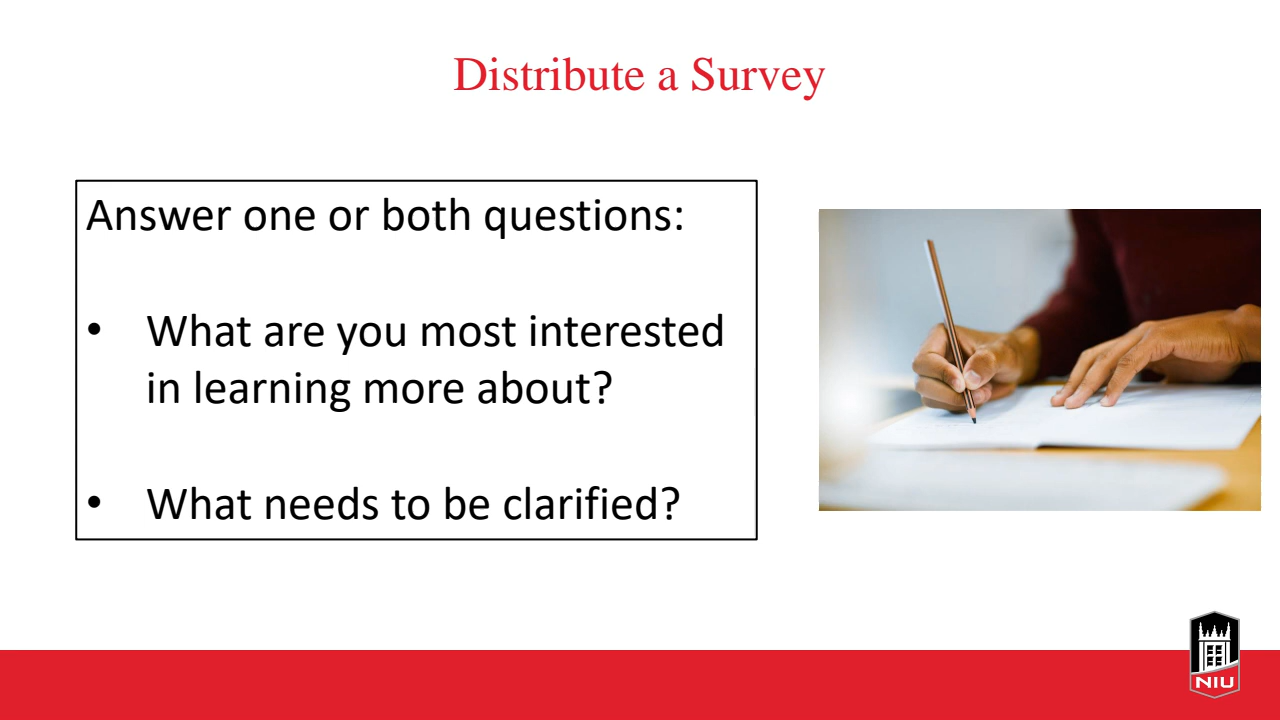 Distribute a Survey
Answer one or both questions:
• What are you most interested
in learning more about?
• What needs to be clarified?
NIU